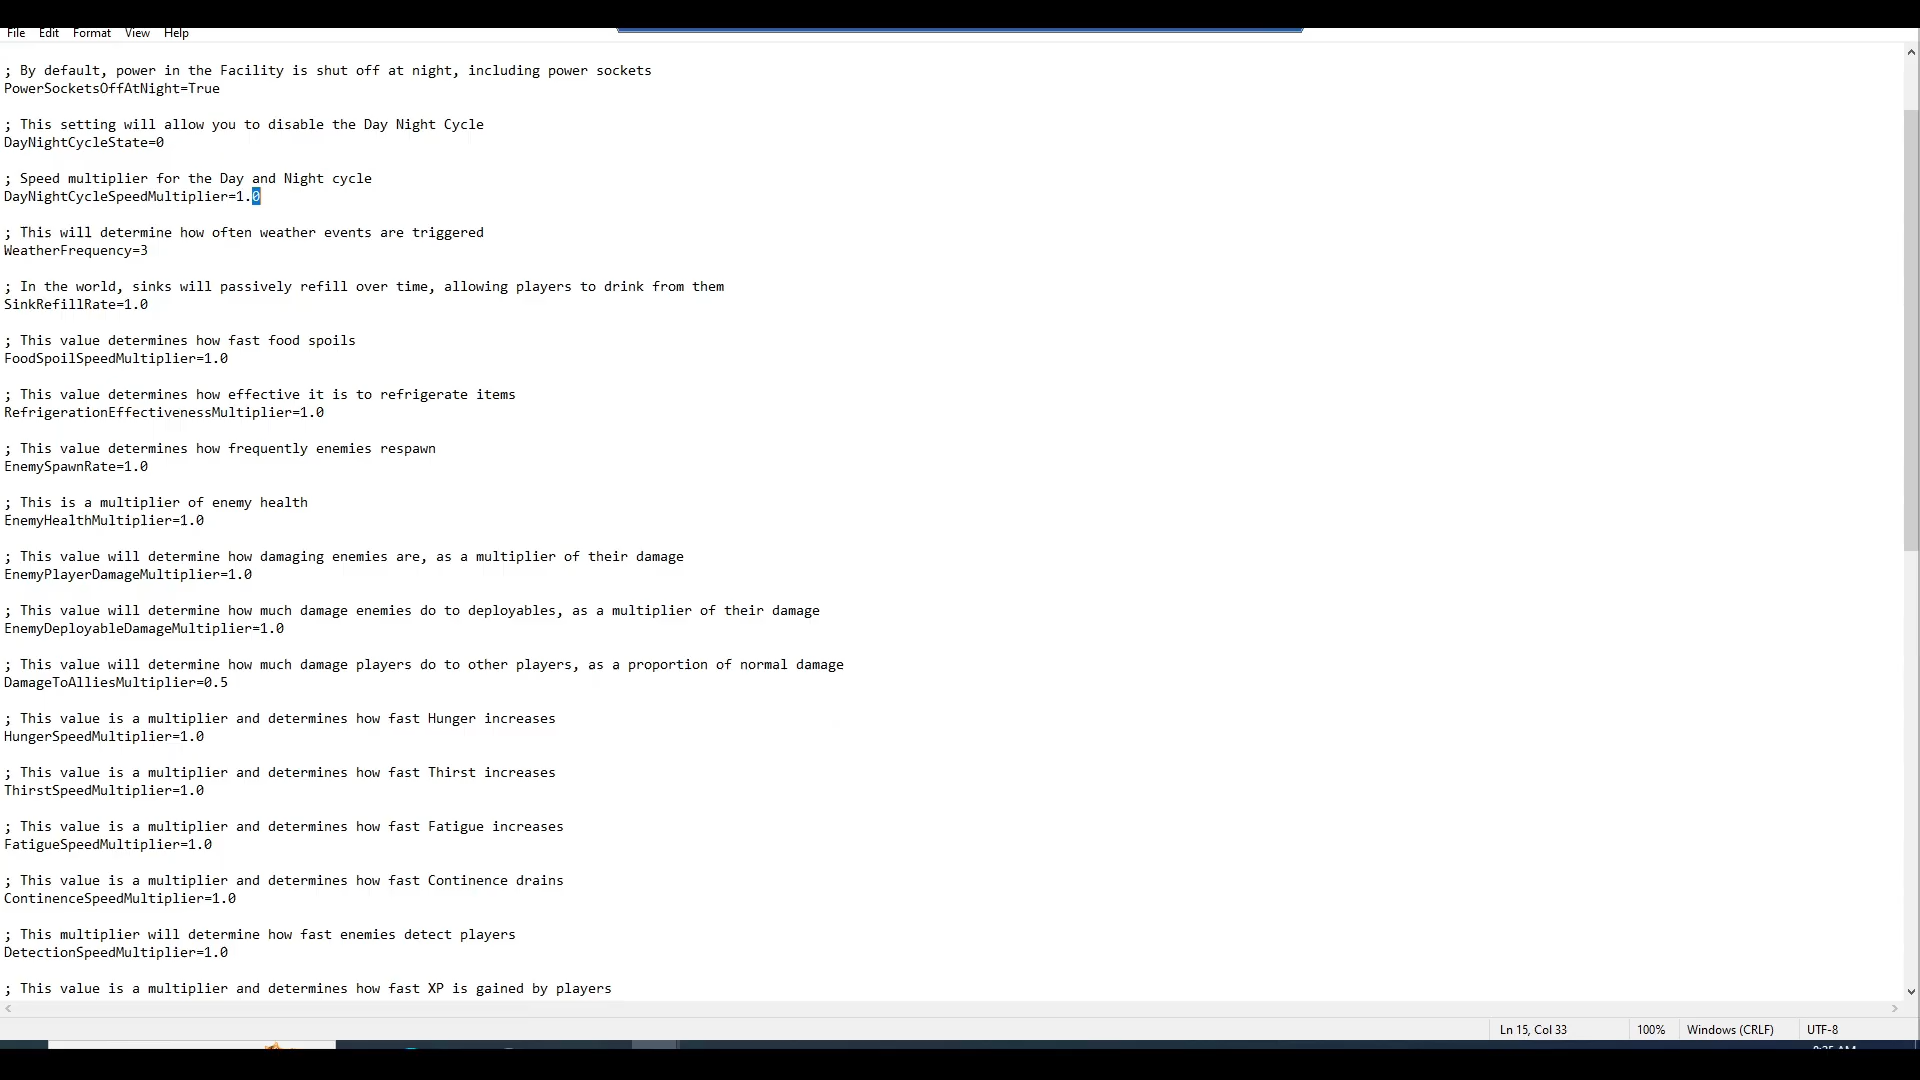 File Edit Format View Help
; By default, power in the Facility is shut off at night, including power sockets
PowerSocketsOffAtNight=True
; This setting will allow you to disable the Day Night Cycle
DayNightCycleState=0
; Speed multiplier for the Day and Night cycle
DayNightCycleSpeedMultiplier=1.0
; This will determine how often weather events are triggered
WeatherFrequency=3
; In the world, sinks will passively refill over time, allowing players to drink from them
SinkRefillRate=1.0
; This value determines how fast food spoils
FoodSpoilSpeedMultiplier=1.0
; This value determines how effective it is to refrigerate items
RefrigerationEffectivenessMultiplier=1.0
; This value determines how frequently enemies respawn
EnemySpawnRate=1.0
; This is a multiplier of enemy health
EnemyHealthMultiplier=1.0
; This value will determine how damaging enemies are, as a multiplier of their damage
EnemyPlayerDamageMultiplier=1.0
; This value will determine how much damage enemies do to deployables, as a multiplier of their damage
EnemyDeployableDamageMultiplier=1.0
; This value will determine how much damage players do to other players, as a proportion of normal damage
DamageToAlliesMultiplier=0.5
; This value is a multiplier and determines how fast Hunger increases
HungerSpeedMultiplier=1.0
; This value is a multiplier and determines how fast Thirst increases
ThirstSpeedMultiplier=1.0
; This value is a multiplier and determines how fast Fatigue increases
FatigueSpeedMultiplier=1.0
; This value is a multiplier and determines how fast Continence drains
ContinenceSpeedMultiplier=1.0
; This multiplier will determine how fast enemies detect players
DetectionSpeedMultiplier=1.0
; This value is a multiplier and determines how fast XP is gained by players
Ln 15, Col 33 100% Windows (CRLF) UTF-8